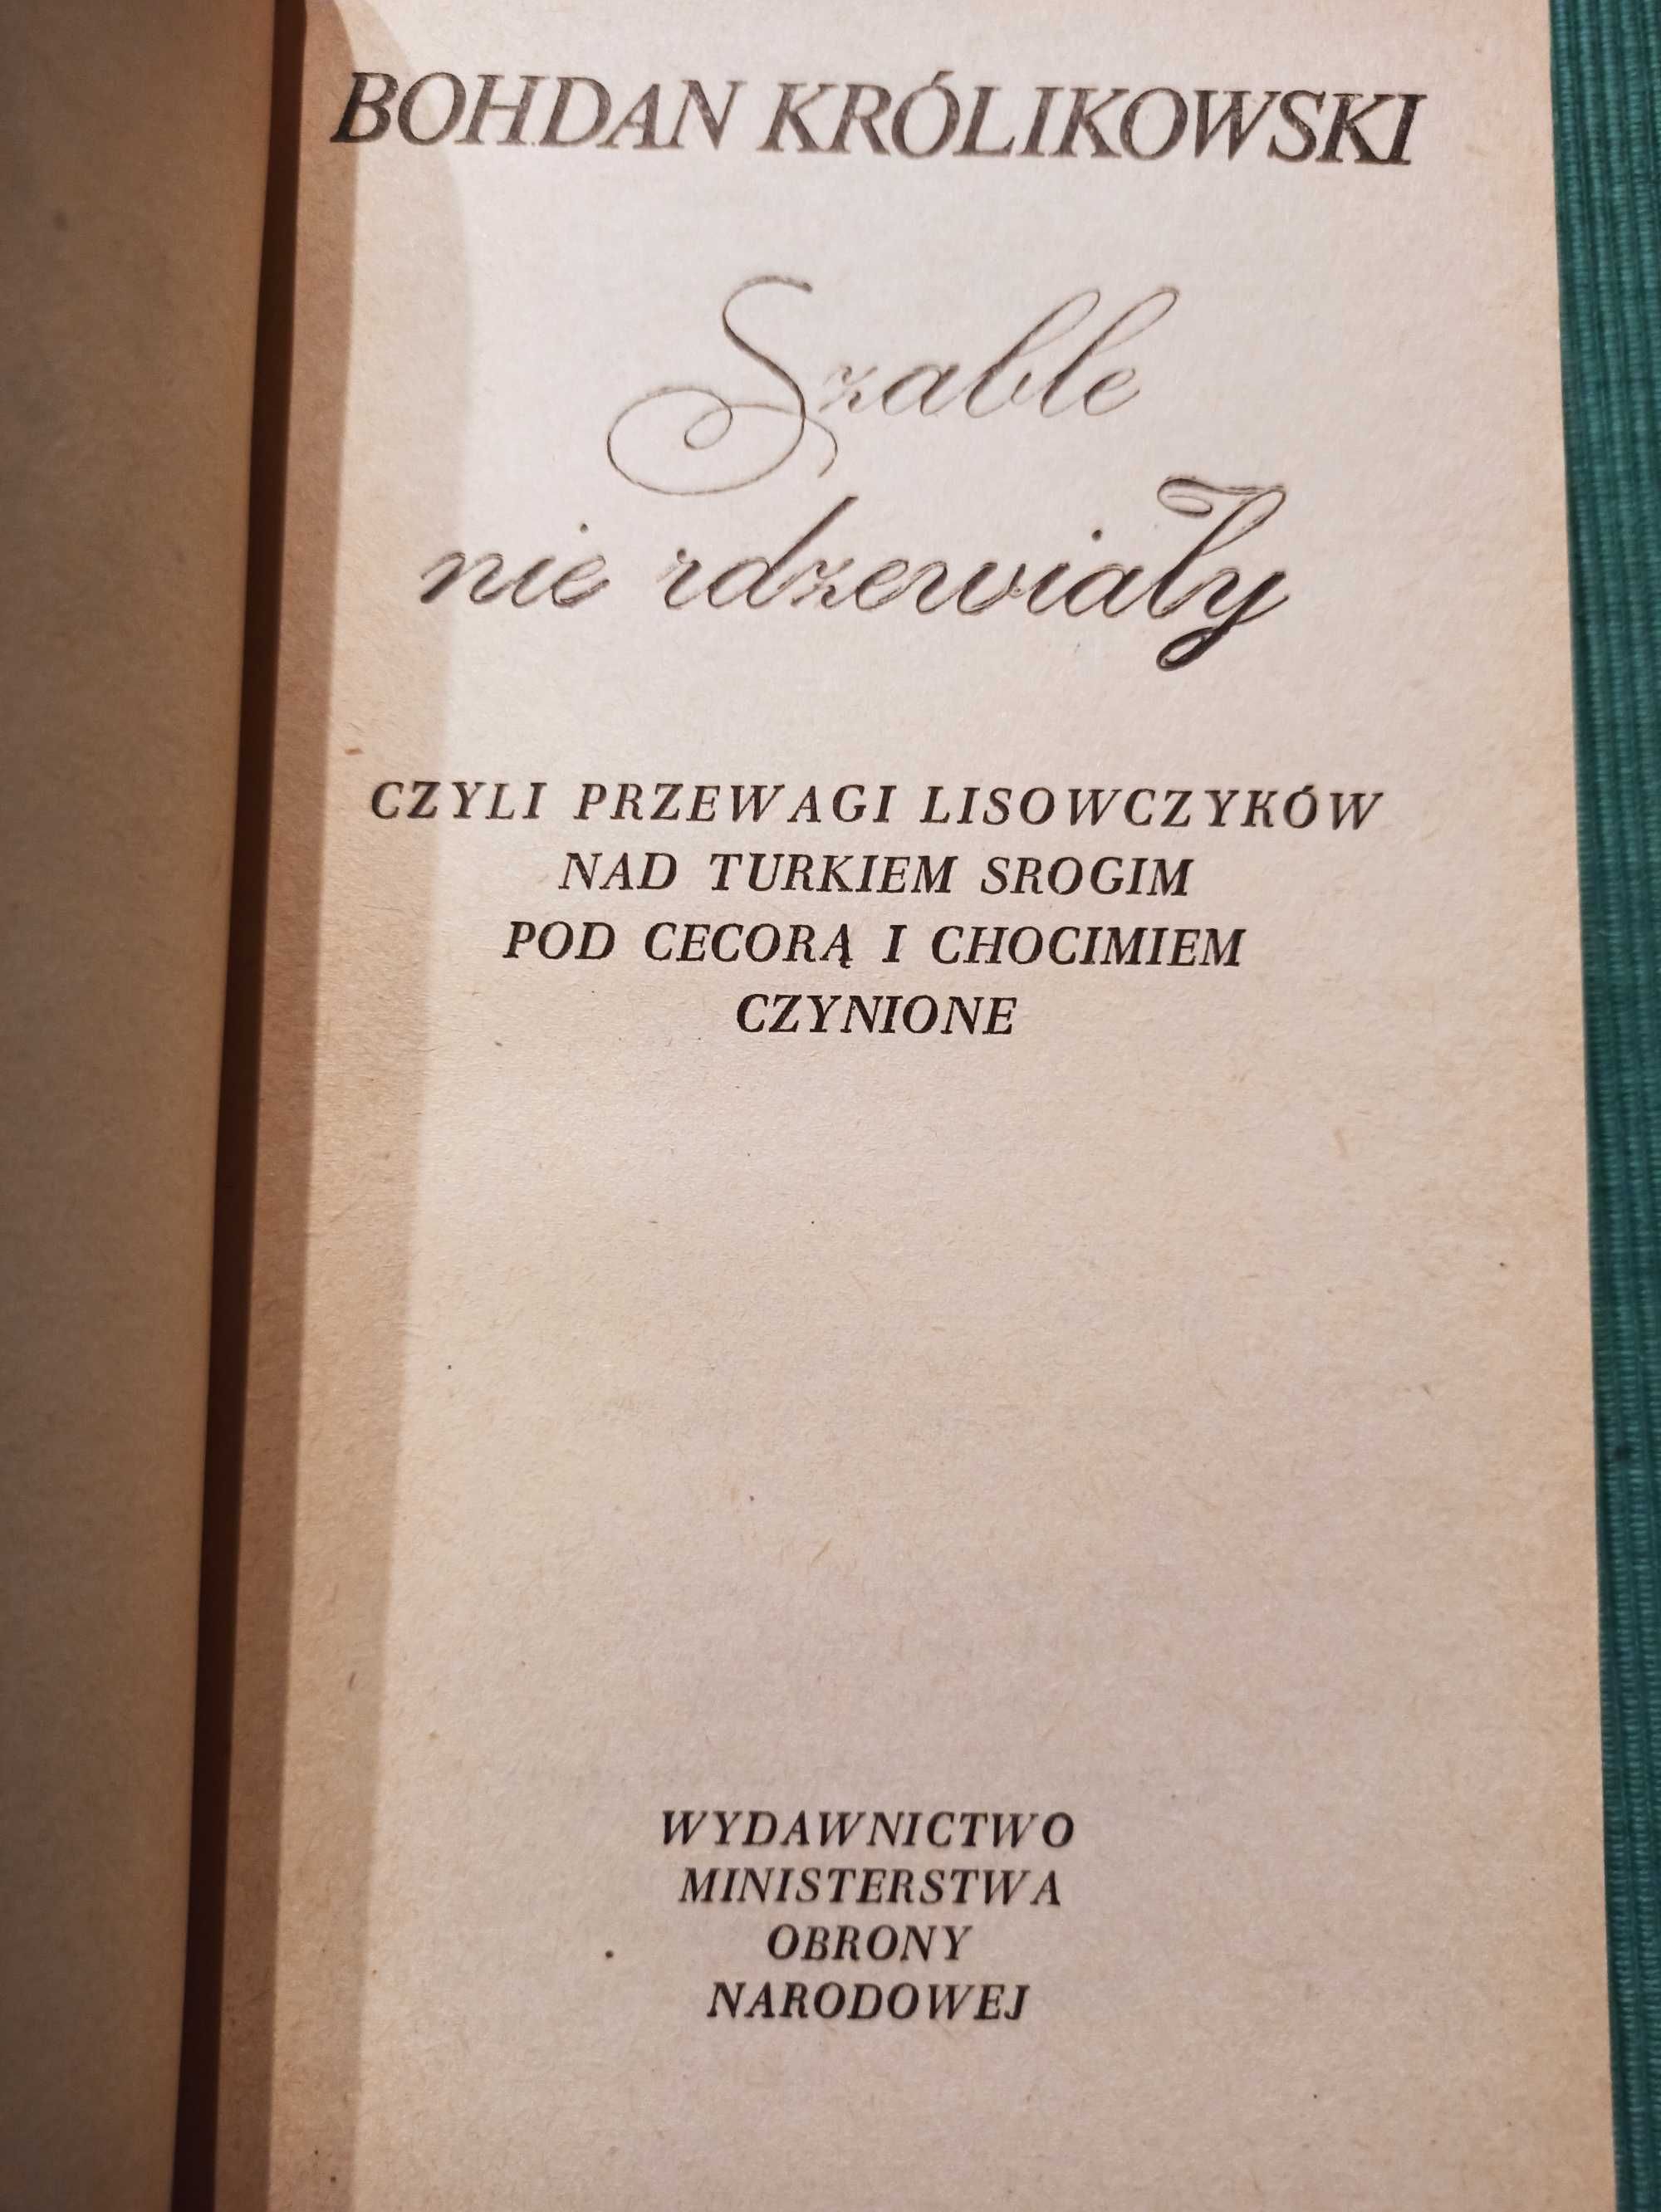 BOHDAN KRÓLIKOWSKI
Szable
nie rdzewiały
CZYLI PRZEWAGI LISOWCZYKÓW
NAD TURKIEM SROGIM
POD CECORĄ I CHOCIMIEM
CZYNIONE
WYDAWNICTWO
MINISTERSTWA
OBRONY
NARODOWEJ